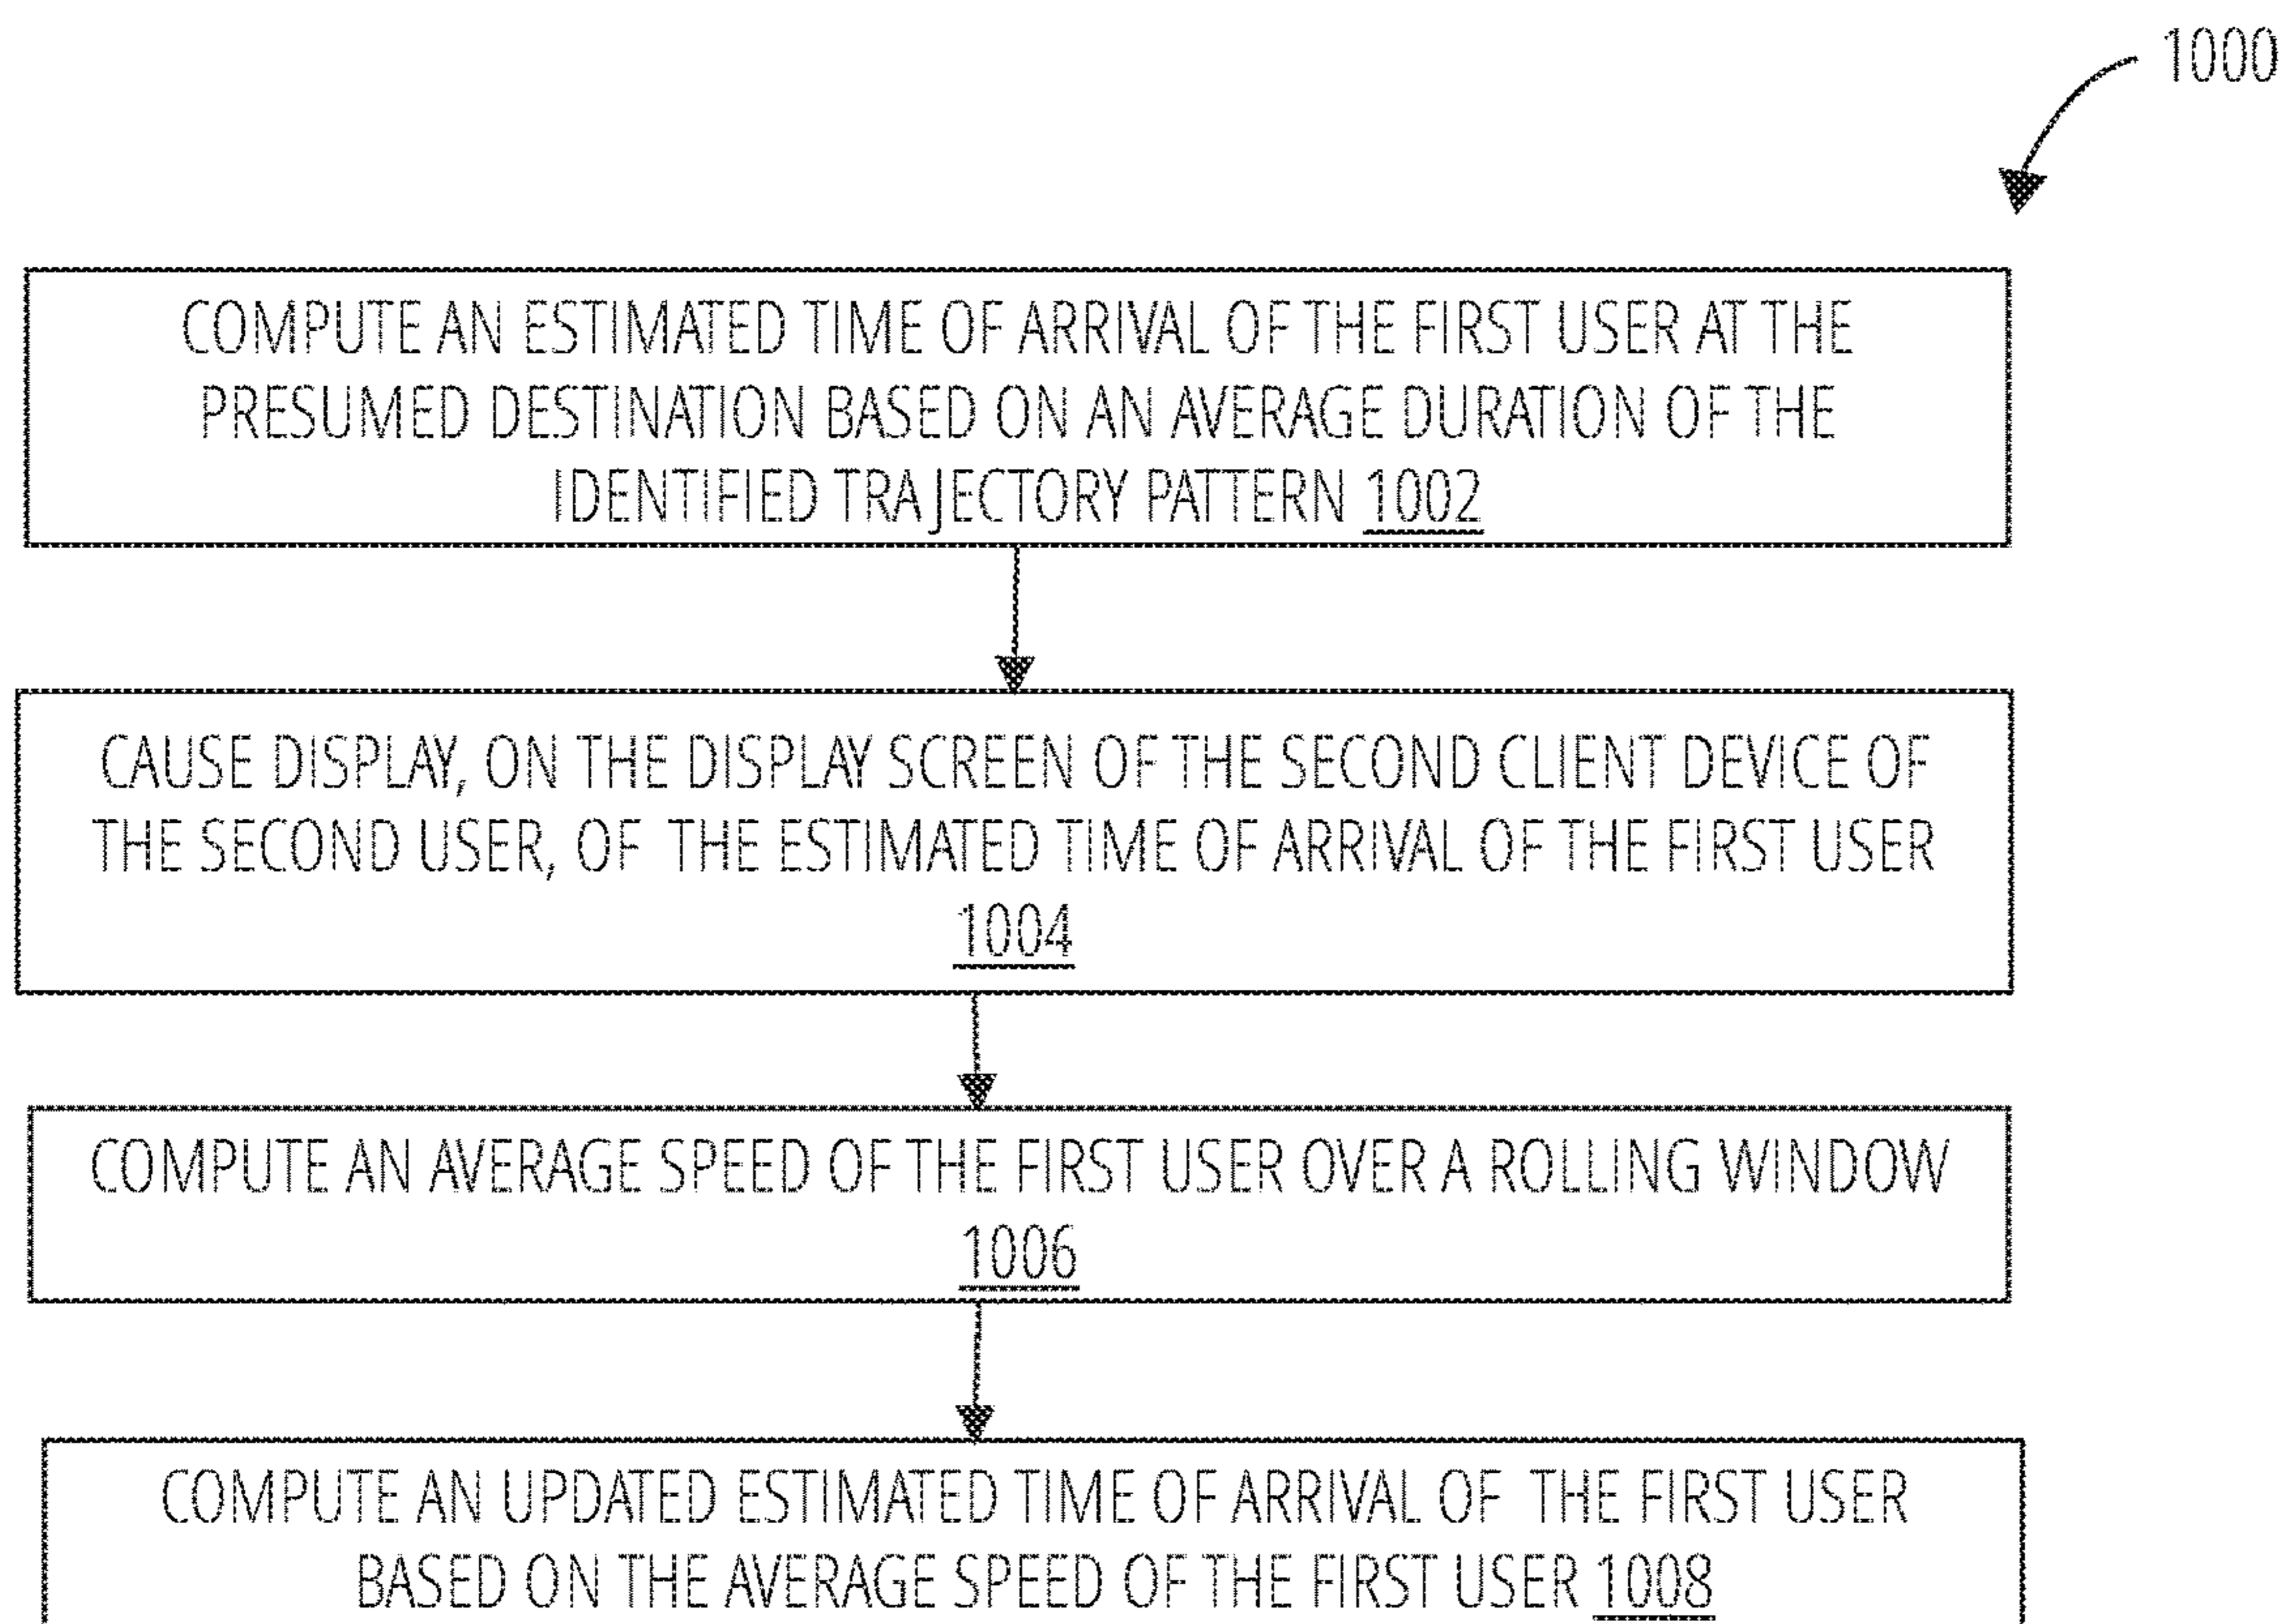 1000
COMPUTE AN ESTIMATED TIME OF ARRIVAL OF THE FIRST USER AT THE
PRESUMED DESTINATION BASED ON AN AVERAGE DURATION OF THE
IDENTIFIED TRAJECTORY PATTERN 1002
CAUSE DISPLAY, ON THE DISPLAY SCREEN OF THE SECOND CLIENT DEVICE OF
THE SECOND USER, OF THE ESTIMATED TIME OF ARRIVAL OF THE FIRST USER
1004
COMPUTE AN AVERAGE SPEED OF THE FIRST USER OVER A ROLLING WINDOW
1006
COMPUTE AN UPDATED ESTIMATED TIME OF ARRIVAL OF THE FIRST USER
BASED ON THE AVERAGE SPEED OF THE FIRST USER 1008